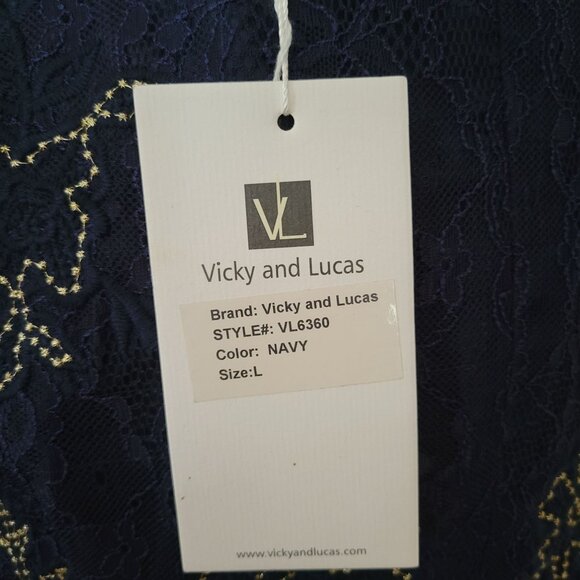 VL
Vicky and Lucas
Brand: Vicky and Lucas
STYLE#: VL6360
Color: NAVY
Size:L
www.vickyandlucas.com